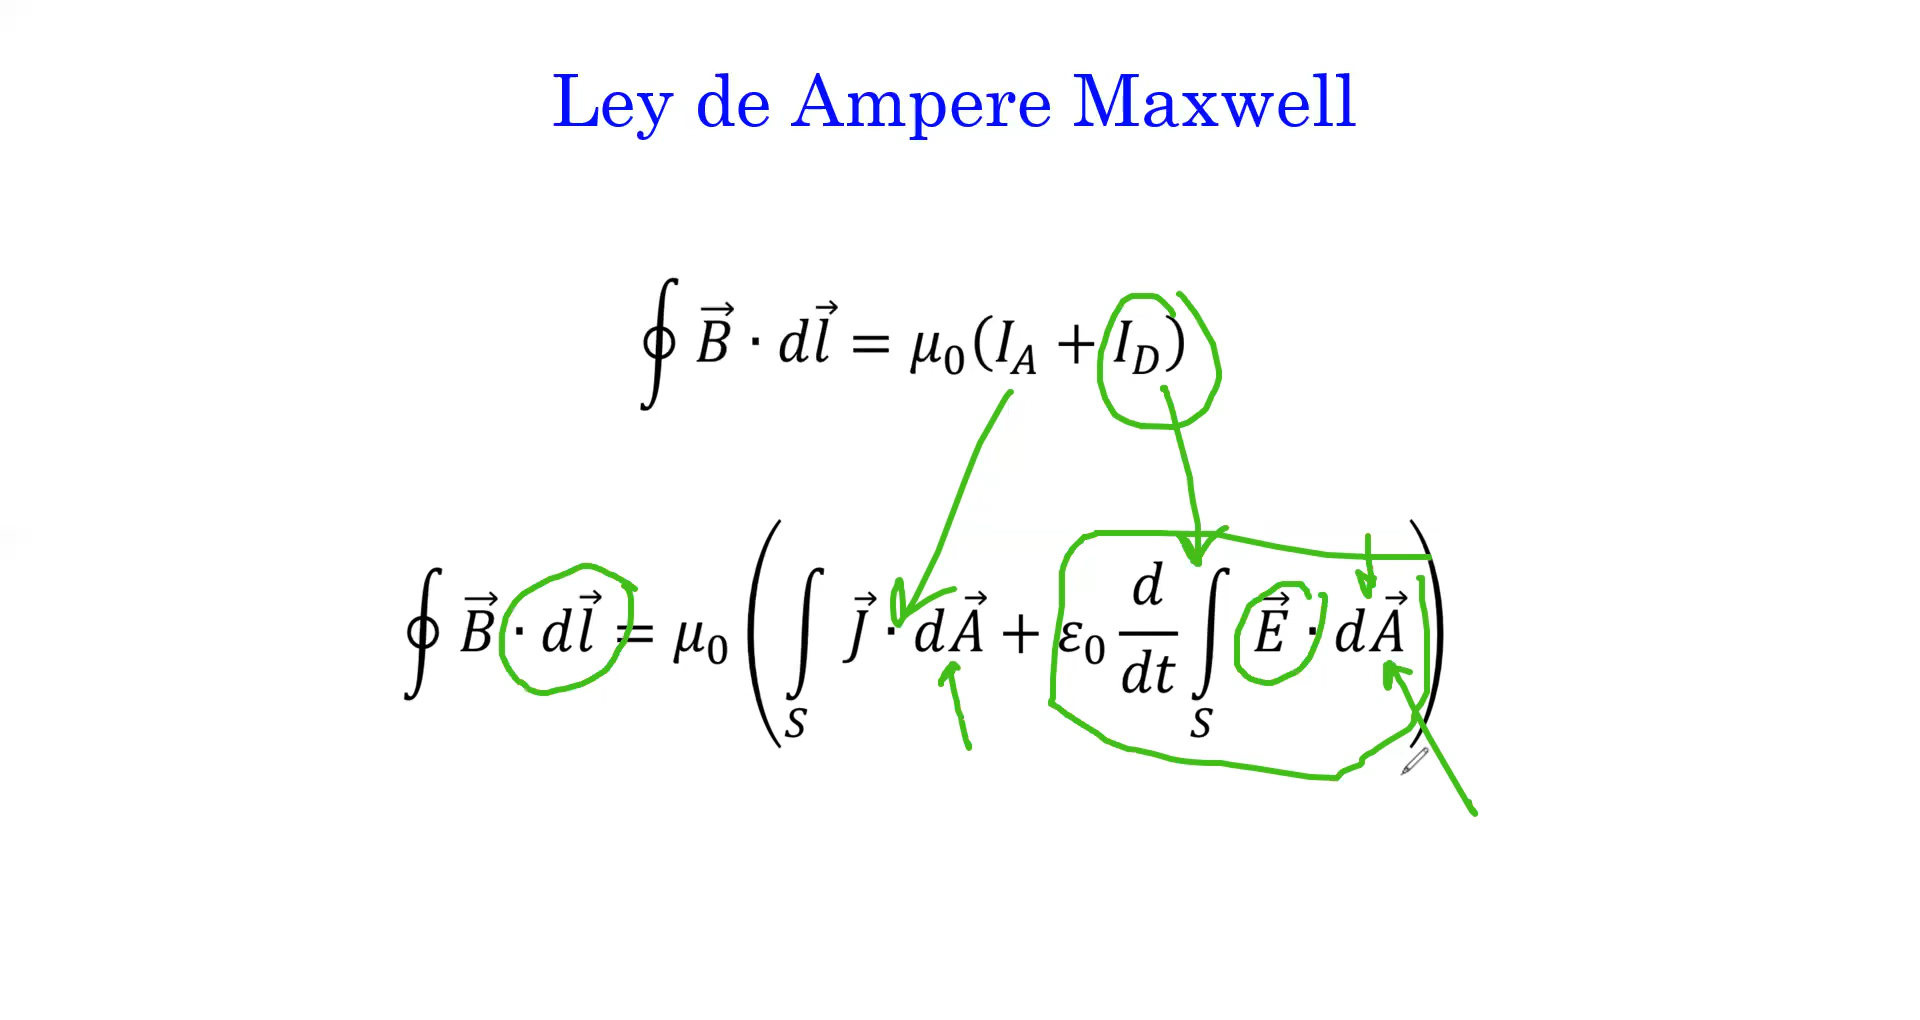 Ley de Ampere Maxwell
∮ B⃗ · dl⃗ = μ₀(I_A + I_D)
∮ B⃗ · dl⃗ = μ₀ (∫_S J⃗ · dA⃗ + ε₀ d/dt ∫_S E⃗ · dA⃗)